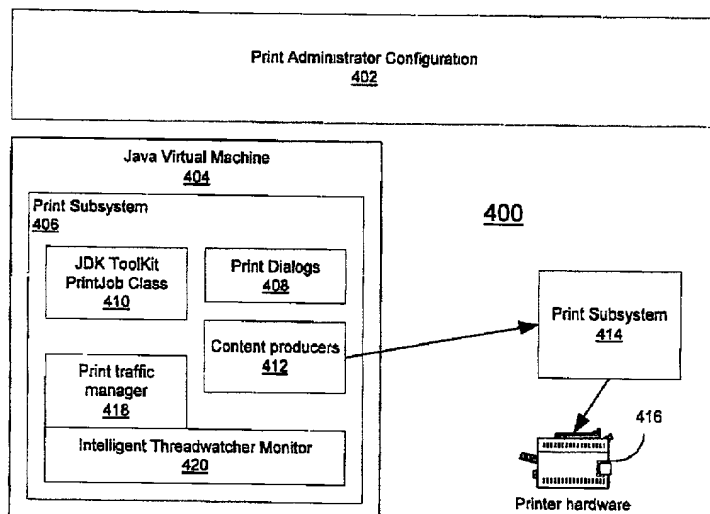 Print Administrator Configuration
402
Java Virtual Machine
404
Print Subsystem
406
400
JDK ToolKit
PrintJob Class
410
Print Dialogs
408
Content producers
412
Print Subsystem
414
Print traffic
manager
418
Intelligent Threadwatcher Monitor
420
416
Printer hardware